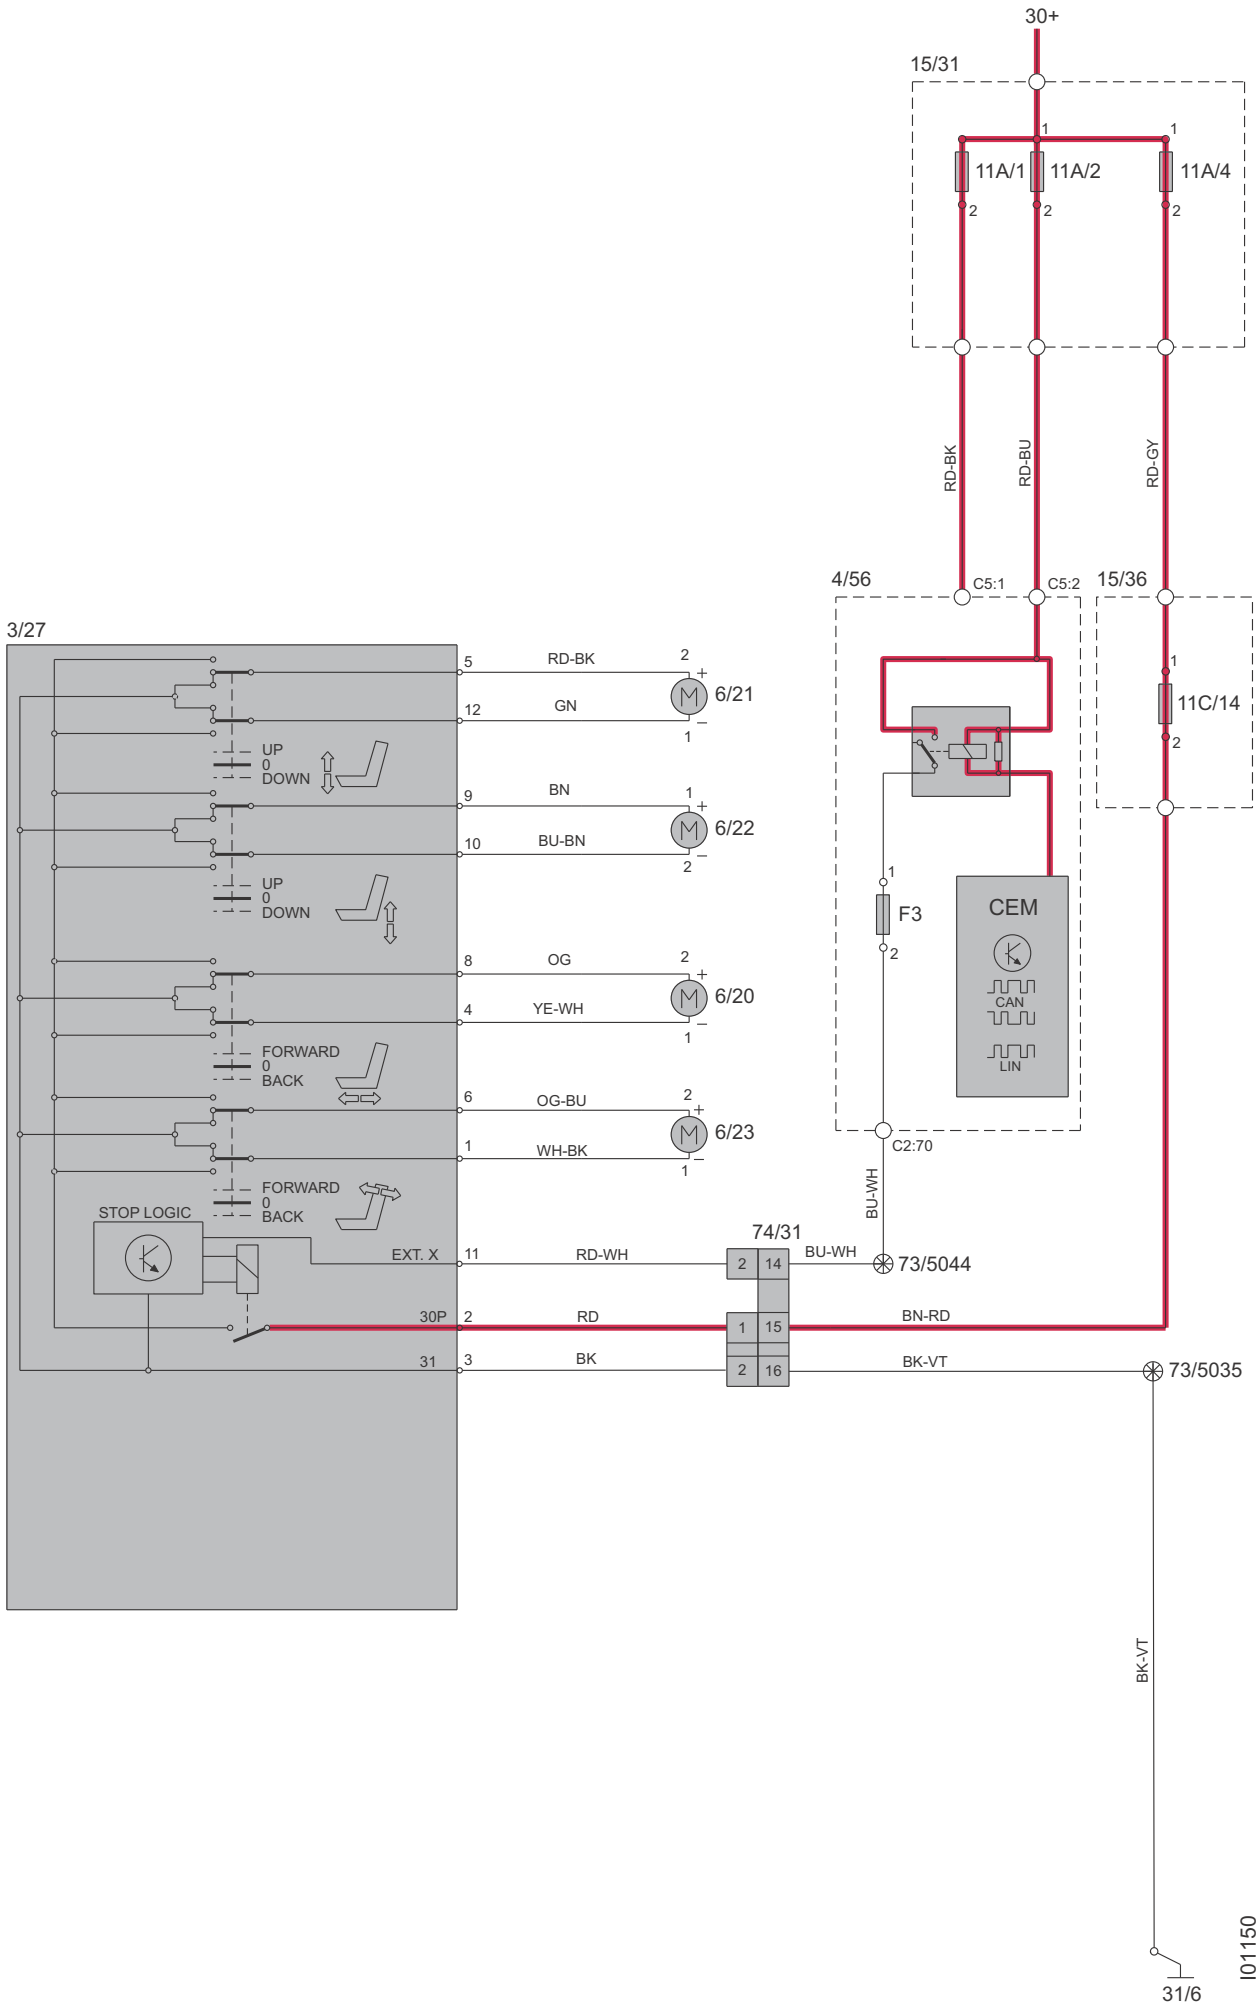 30+
15/31
1
1
11A/1
11A/2
11A/4
2
2
2
RD-BK
RD-BU
RD-GY
4/56
C5:1
C5:2
15/36
3/27
5
RD-BK
2
+
M
6/21
12
GN
–
1
UP
0
DOWN
1
11C/14
2
9
BN
1
+
M
6/22
10
BU-BN
–
2
UP
0
DOWN
1
F3
2
CEM
CAN
LIN
8
OG
2
+
M
6/20
4
YE-WH
–
1
FORWARD
0
BACK
6
OG-BU
2
+
M
6/23
1
WH-BK
–
1
C2:70
FORWARD
0
BACK
BU-WH
STOP LOGIC
74/31
EXT. X
11
RD-WH
2
14
BU-WH
73/5044
30P
2
RD
1
15
BN-RD
31
3
BK
2
16
BK-VT
73/5035
BK-VT
31/6
I01150